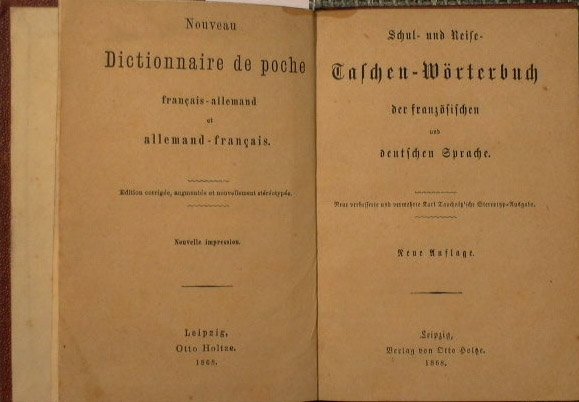 Nouveau
Dictionnaire de poche
français-allemand
et
allemand-français.
Edition corrigée, augmentée et nouvellement stéréotypée.
Nouvelle impression.
Leipzig,
Otto Holtze.
1868.
Schul- und Reise-
Taschen-Wörterbuch
der französischen
und
deutschen Sprache.
Neue verbesserte und vermehrte Karl Tauchnitz'sche Stereotyp-Ausgabe.
Neue Auflage.
Leipzig,
Verlag von Otto Holtze.
1868.